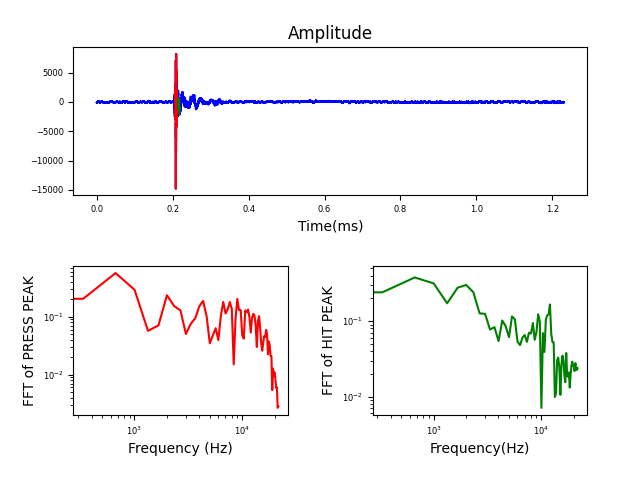 Amplitude
5000
0
−5000
−10000
−15000
0.0 0.2 0.4 0.6 0.8 1.0 1.2
Time(ms)
FFT of PRESS PEAK
10⁻¹
10⁻²
10³ 10⁴
Frequency (Hz)
FFT of HIT PEAK
10⁻¹
10⁻²
10³ 10⁴
Frequency(Hz)